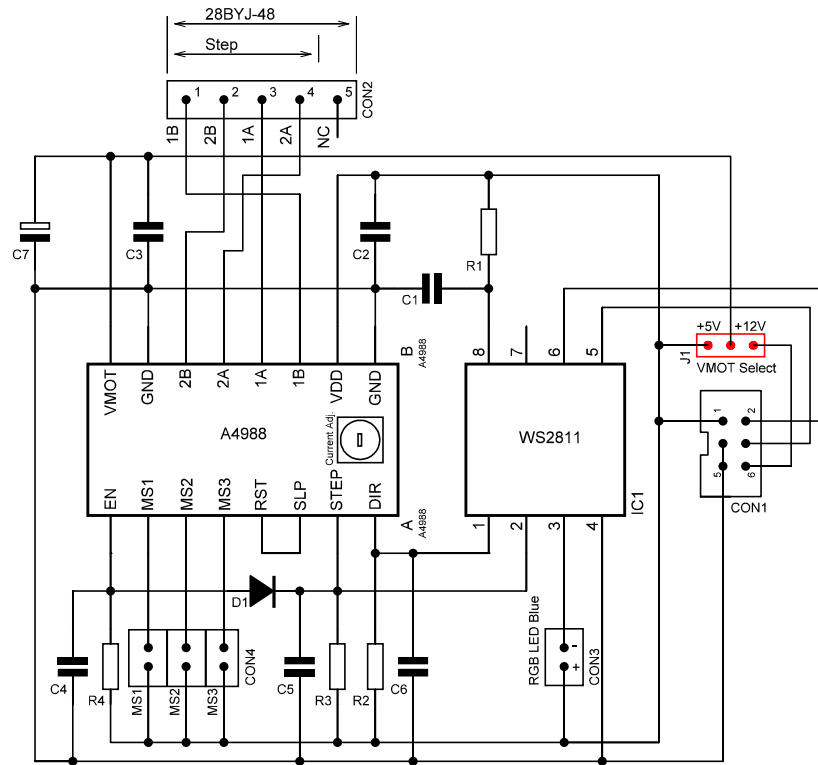 28BYJ-48
Step
1 2 3 4 5
CON2
1B 2B 1A 2A NC
C7 C3 C2 C1 R1
8 7 6 5
+5V +12V
J1
VMOT Select
VMOT GND 2B 2A 1A 1B VDD GND
B
A4988
A4988
Current Adj.
WS2811
IC1
1 2
5 6
CON1
EN MS1 MS2 MS3 RST SLP STEP DIR
A
A4988
1 2 3 4
D1
C4 R4
MS1 MS2 MS3
CON4
C5 R3 R2 C6
RGB LED Blue
-
+
CON3